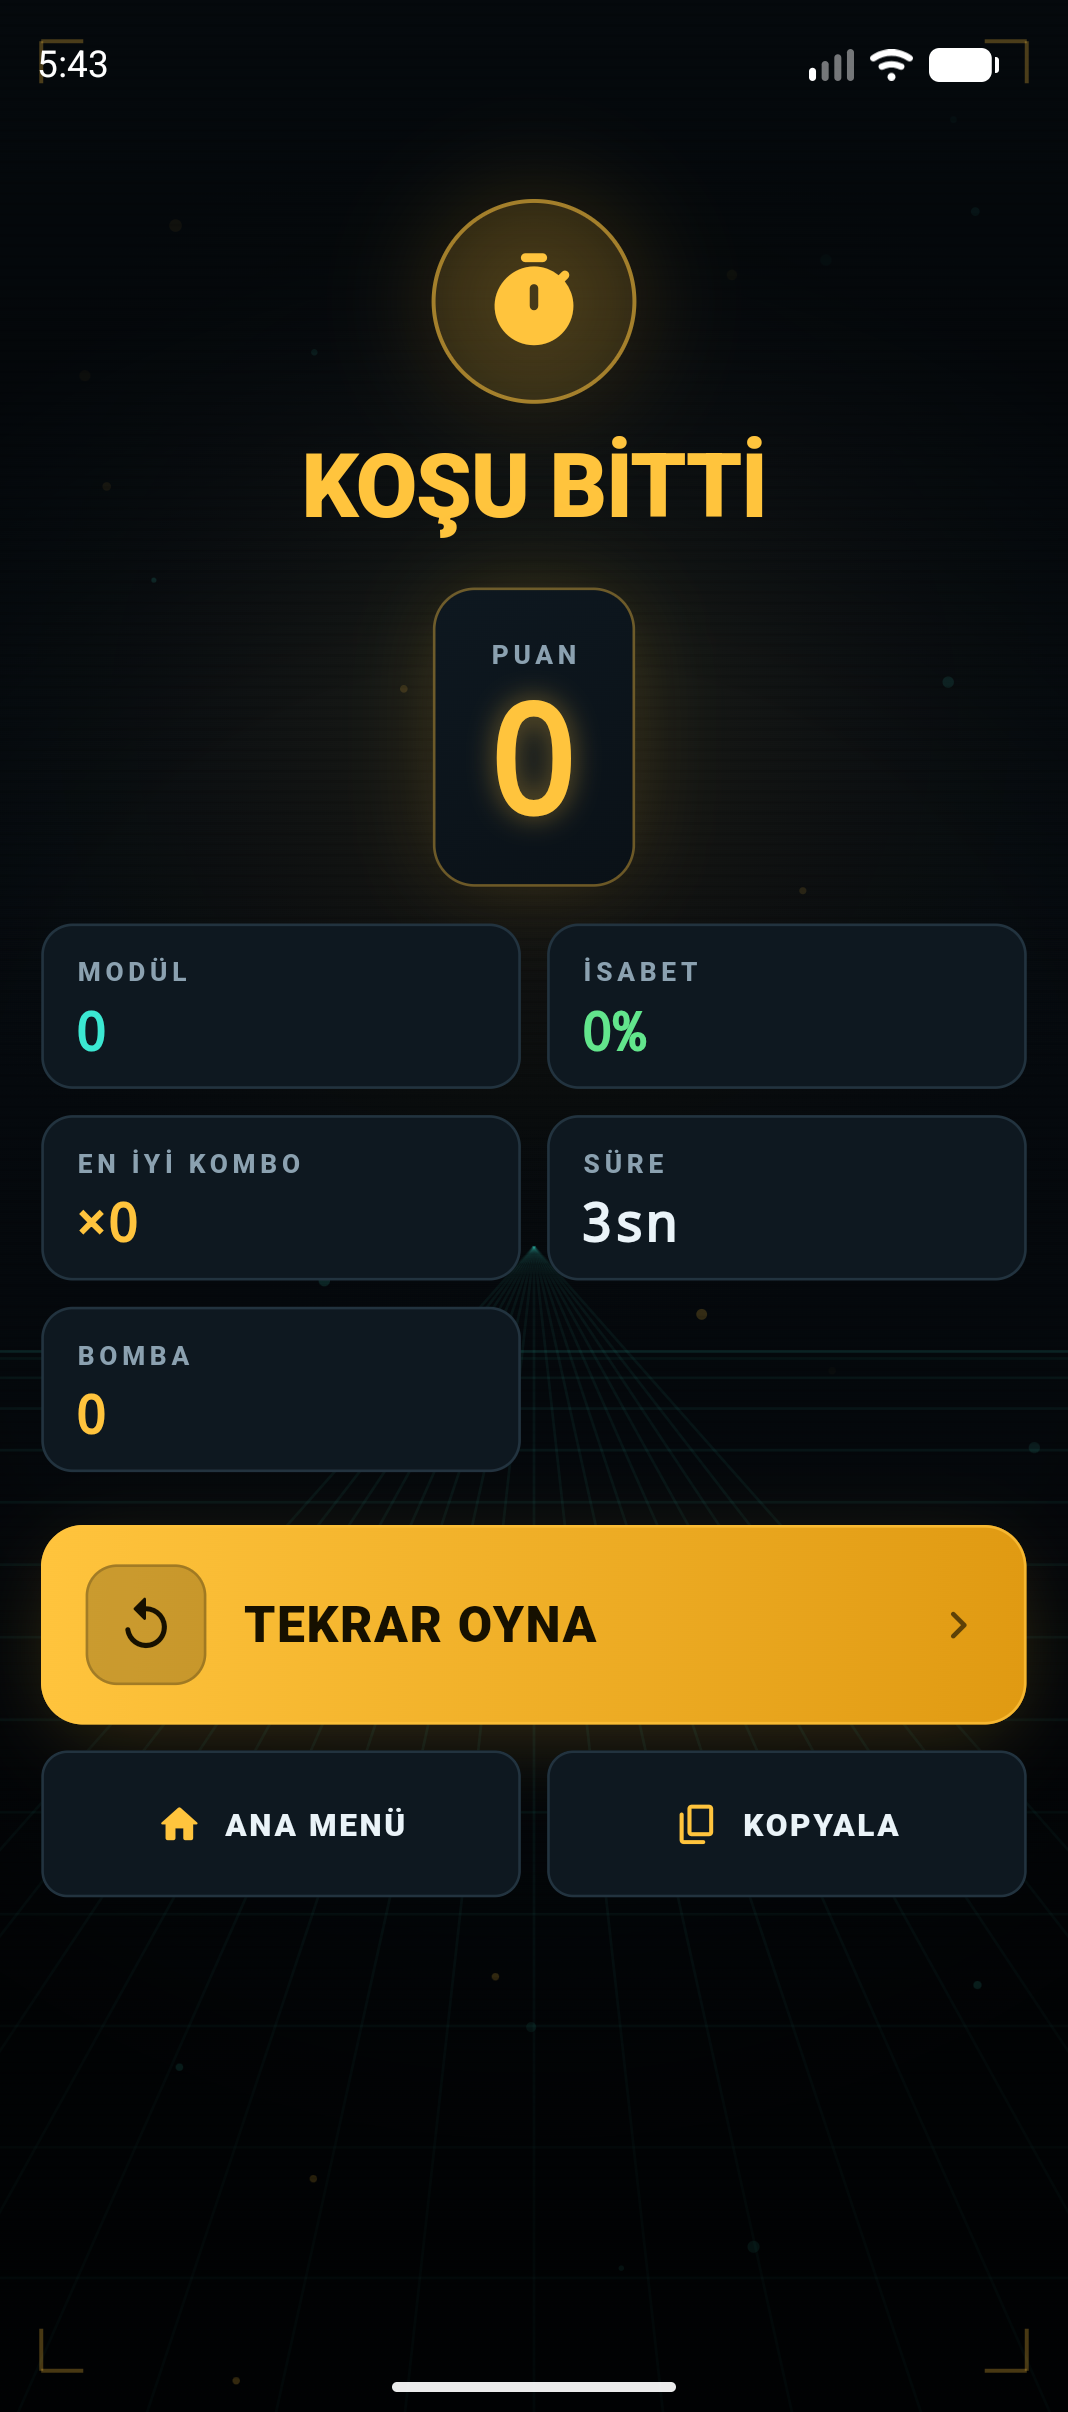 5:43
KOŞU BİTTİ
PUAN
0
MODÜL
0
İSABET
0%
EN İYİ KOMBO
×0
SÜRE
3sn
BOMBA
0
TEKRAR OYNA
ANA MENÜ
KOPYALA